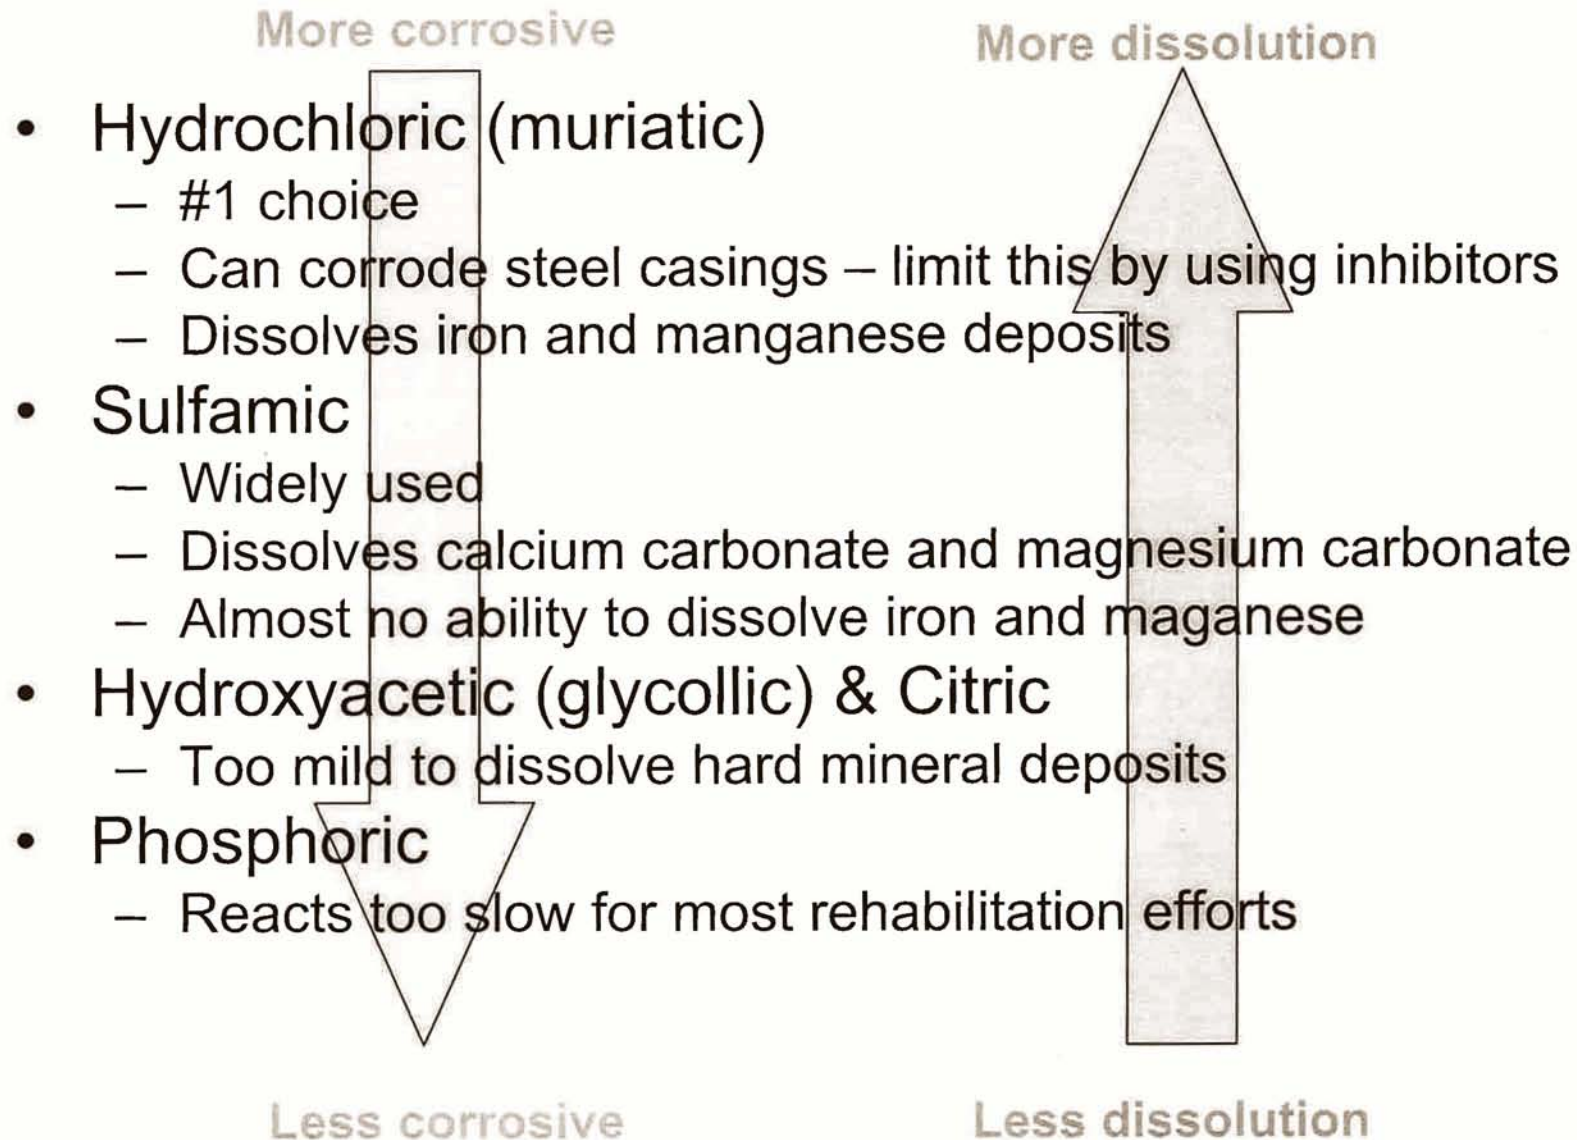 More corrosive
More dissolution
• Hydrochloric (muriatic)
– #1 choice
– Can corrode steel casings – limit this by using inhibitors
– Dissolves iron and manganese deposits
• Sulfamic
– Widely used
– Dissolves calcium carbonate and magnesium carbonate
– Almost no ability to dissolve iron and maganese
• Hydroxyacetic (glycollic) & Citric
– Too mild to dissolve hard mineral deposits
• Phosphoric
– Reacts too slow for most rehabilitation efforts
Less corrosive
Less dissolution